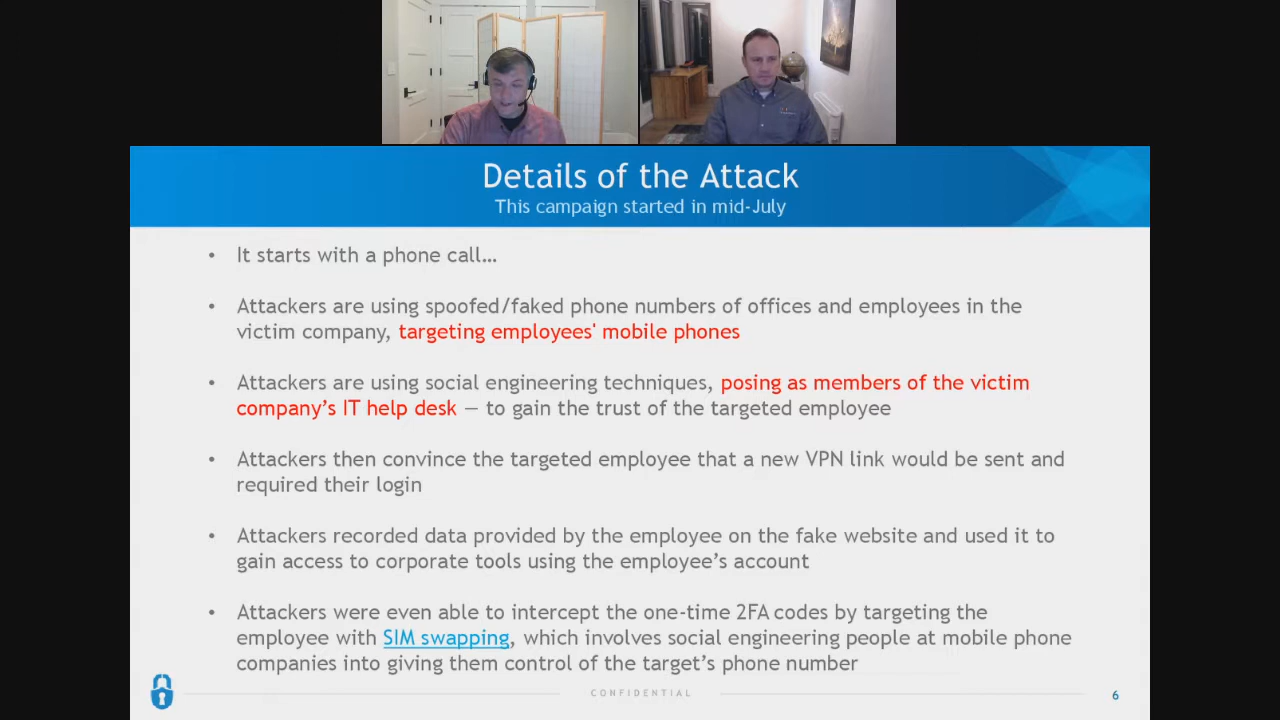 Details of the Attack
This campaign started in mid-July
• It starts with a phone call…
• Attackers are using spoofed/faked phone numbers of offices and employees in the
victim company, targeting employees' mobile phones
• Attackers are using social engineering techniques, posing as members of the victim
company’s IT help desk — to gain the trust of the targeted employee
• Attackers then convince the targeted employee that a new VPN link would be sent and
required their login
• Attackers recorded data provided by the employee on the fake website and used it to
gain access to corporate tools using the employee’s account
• Attackers were even able to intercept the one-time 2FA codes by targeting the
employee with SIM swapping, which involves social engineering people at mobile phone
companies into giving them control of the target’s phone number
CONFIDENTIAL
6